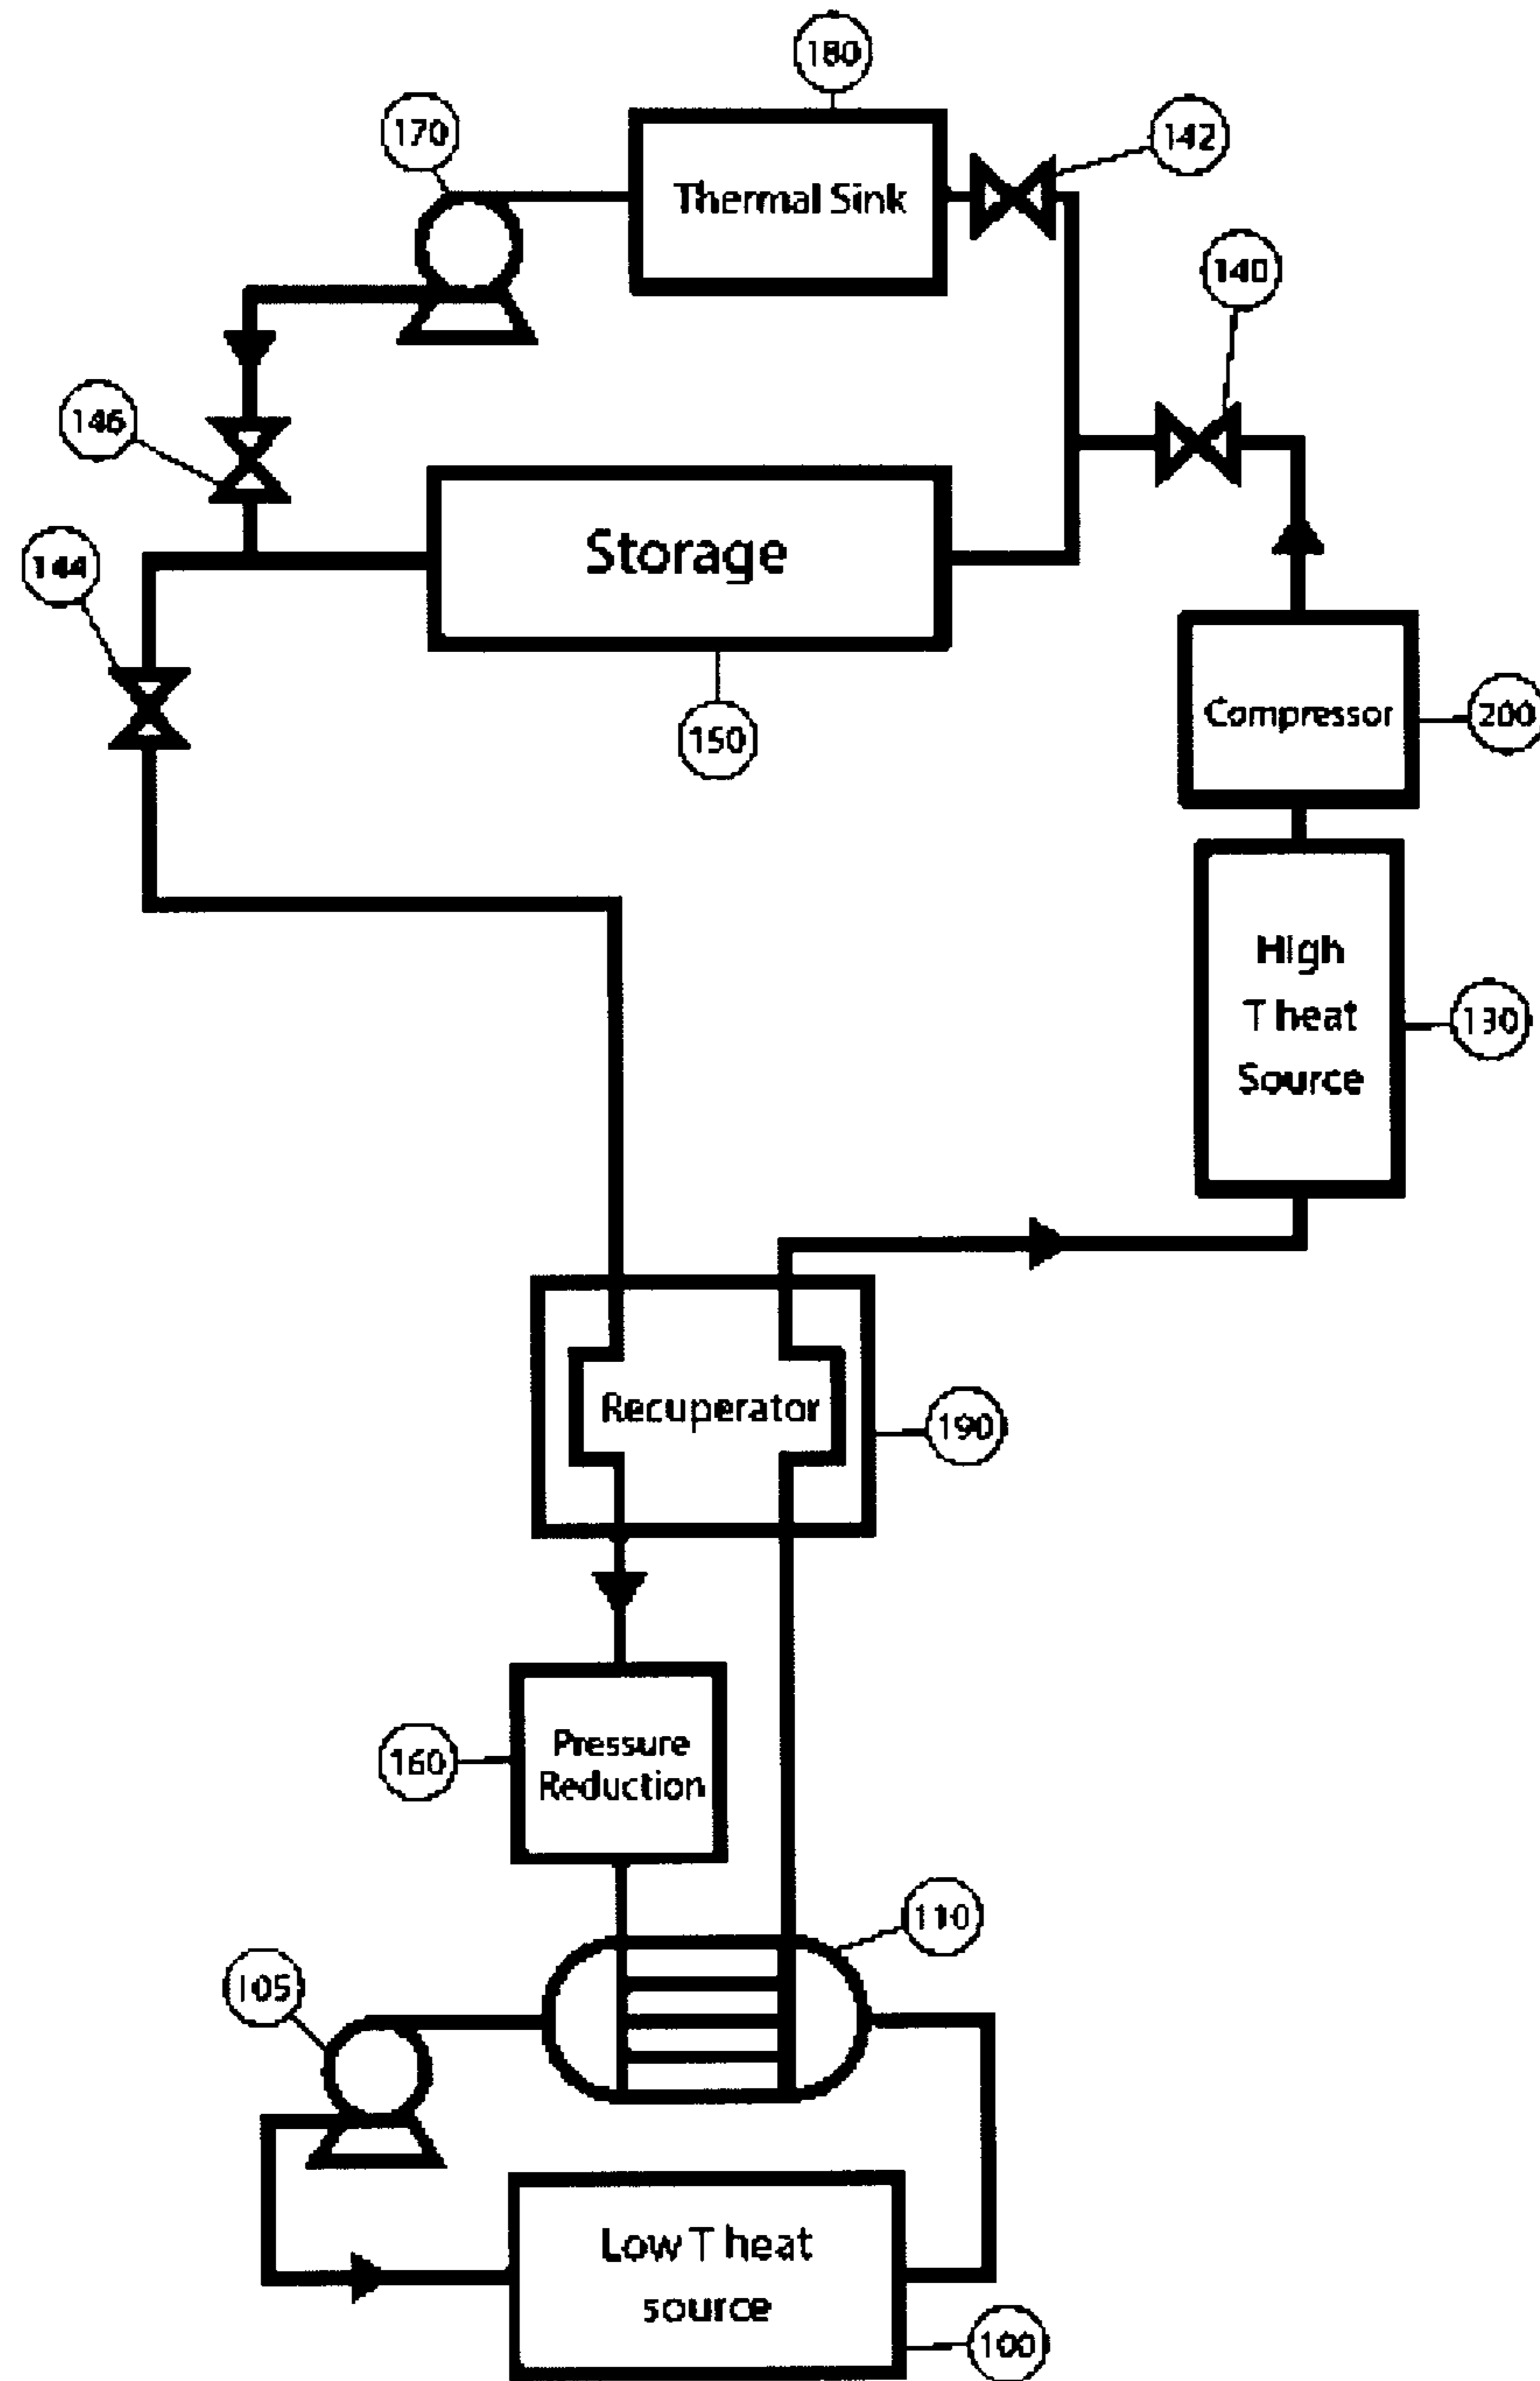 180
170
142
Thermal Sink
140
146
Storage
144
150
Compressor
200
High
T heat
Source
130
Recuperator
190
Pressure
Reduction
160
110
105
Low T heat
source
100